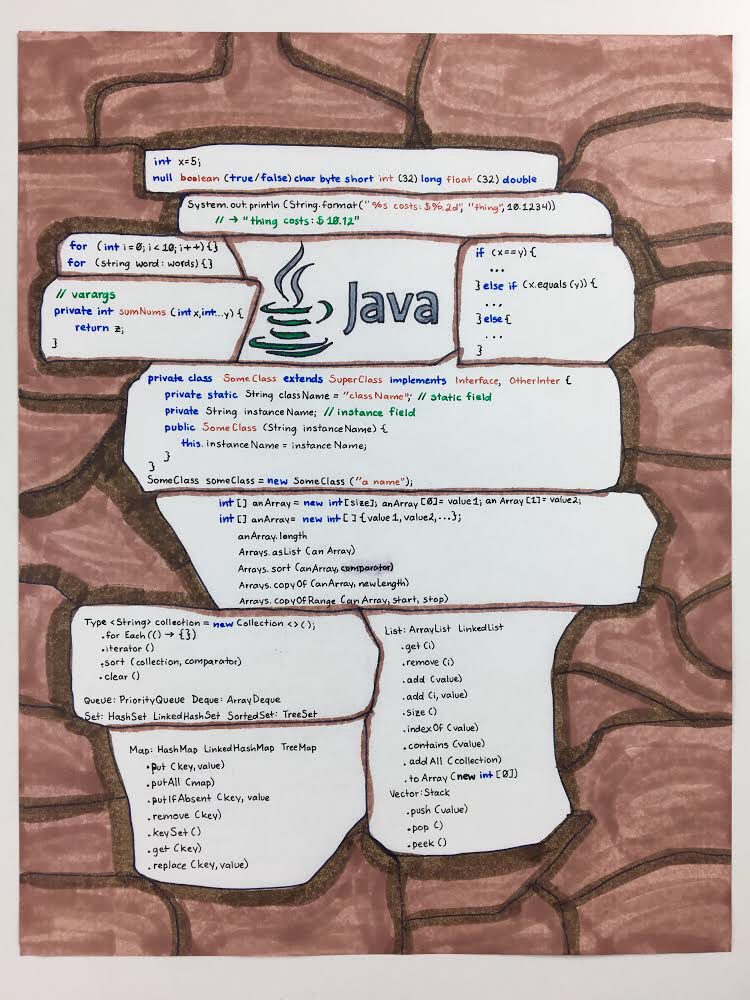 int x=5;
null boolean (true/false) char byte short int (32) long float (32) double
System.out.println (String.format("%s costs: $%.2d", "thing", 10.1234))
// → "thing costs: $ 10.12"
for (int i=0; i<10; i++) {}
for (string word: words) {}
// varargs
private int sumNums (int x, int...y) {
return z;
}
Java
if (x==y) {
...
} else if (x.equals(y)) {
...
} else {
...
}
private class SomeClass extends SuperClass implements Interface, OtherInter {
private static String className = "className"; // static field
private String instanceName; // instance field
public SomeClass (String instanceName) {
this.instanceName = instanceName;
}
}
SomeClass someClass = new SomeClass ("a name");
int [] anArray = new int [size]; anArray [0] = value1; an Array [1] = value2;
int [] anArray = new int [] {value1, value2, ...};
anArray.length
Arrays.asList (an Array)
Arrays.sort (anArray, comparator)
Arrays.copyOf (anArray, newLength)
Arrays.copyOfRange (an Array, start, stop)
Type <String> collection = new Collection <> ();
.for Each (() → {})
.iterator ()
.sort (collection, comparator)
.clear ()
Queue: PriorityQueue Deque: ArrayDeque
Set: HashSet LinkedHashSet SortedSet: TreeSet
Map: HashMap LinkedHashMap TreeMap
.put (key, value)
.putAll (map)
.putIfAbsent (key, value
.remove (key)
.keySet ()
.get (key)
.replace (key, value)
List: ArrayList LinkedList
.get (i)
.remove (i)
.add (value)
.add (i, value)
.size ()
.indexOf (value)
.contains (value)
.addAll (collection)
.to Array (new int [0])
Vector: Stack
.push (value)
.pop ()
.peek ()